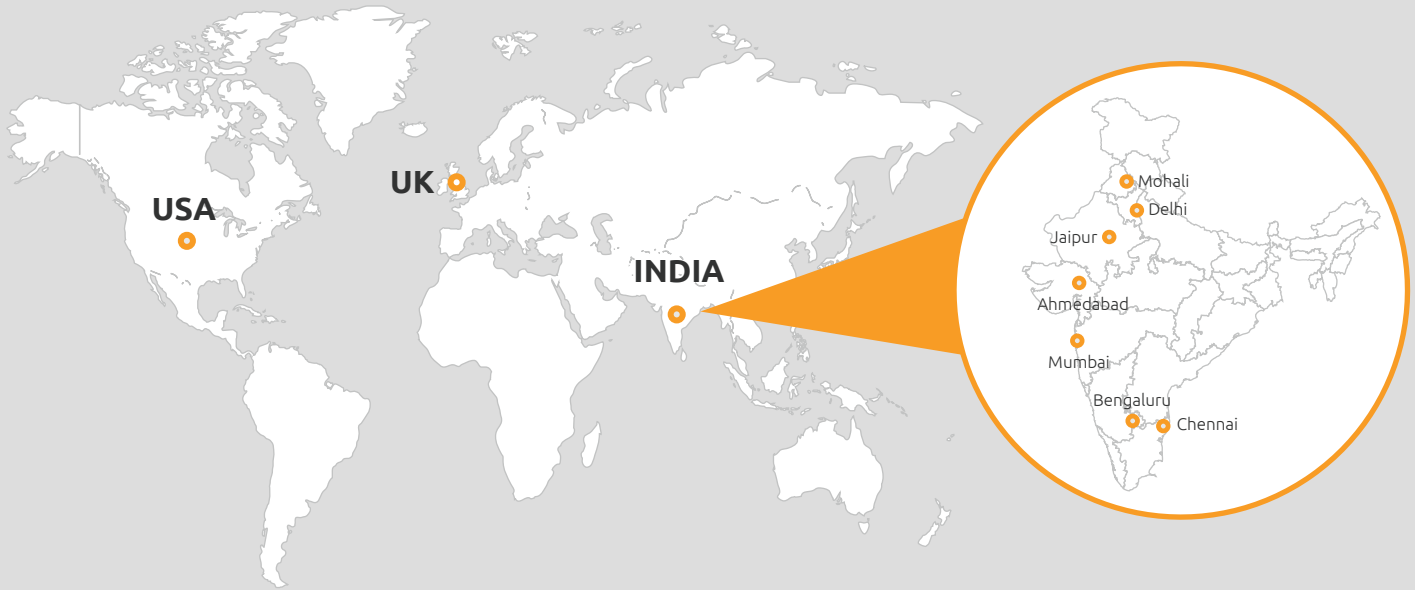 UK
USA
INDIA
Mohali
Delhi
Jaipur
Ahmedabad
Mumbai
Bengaluru
Chennai